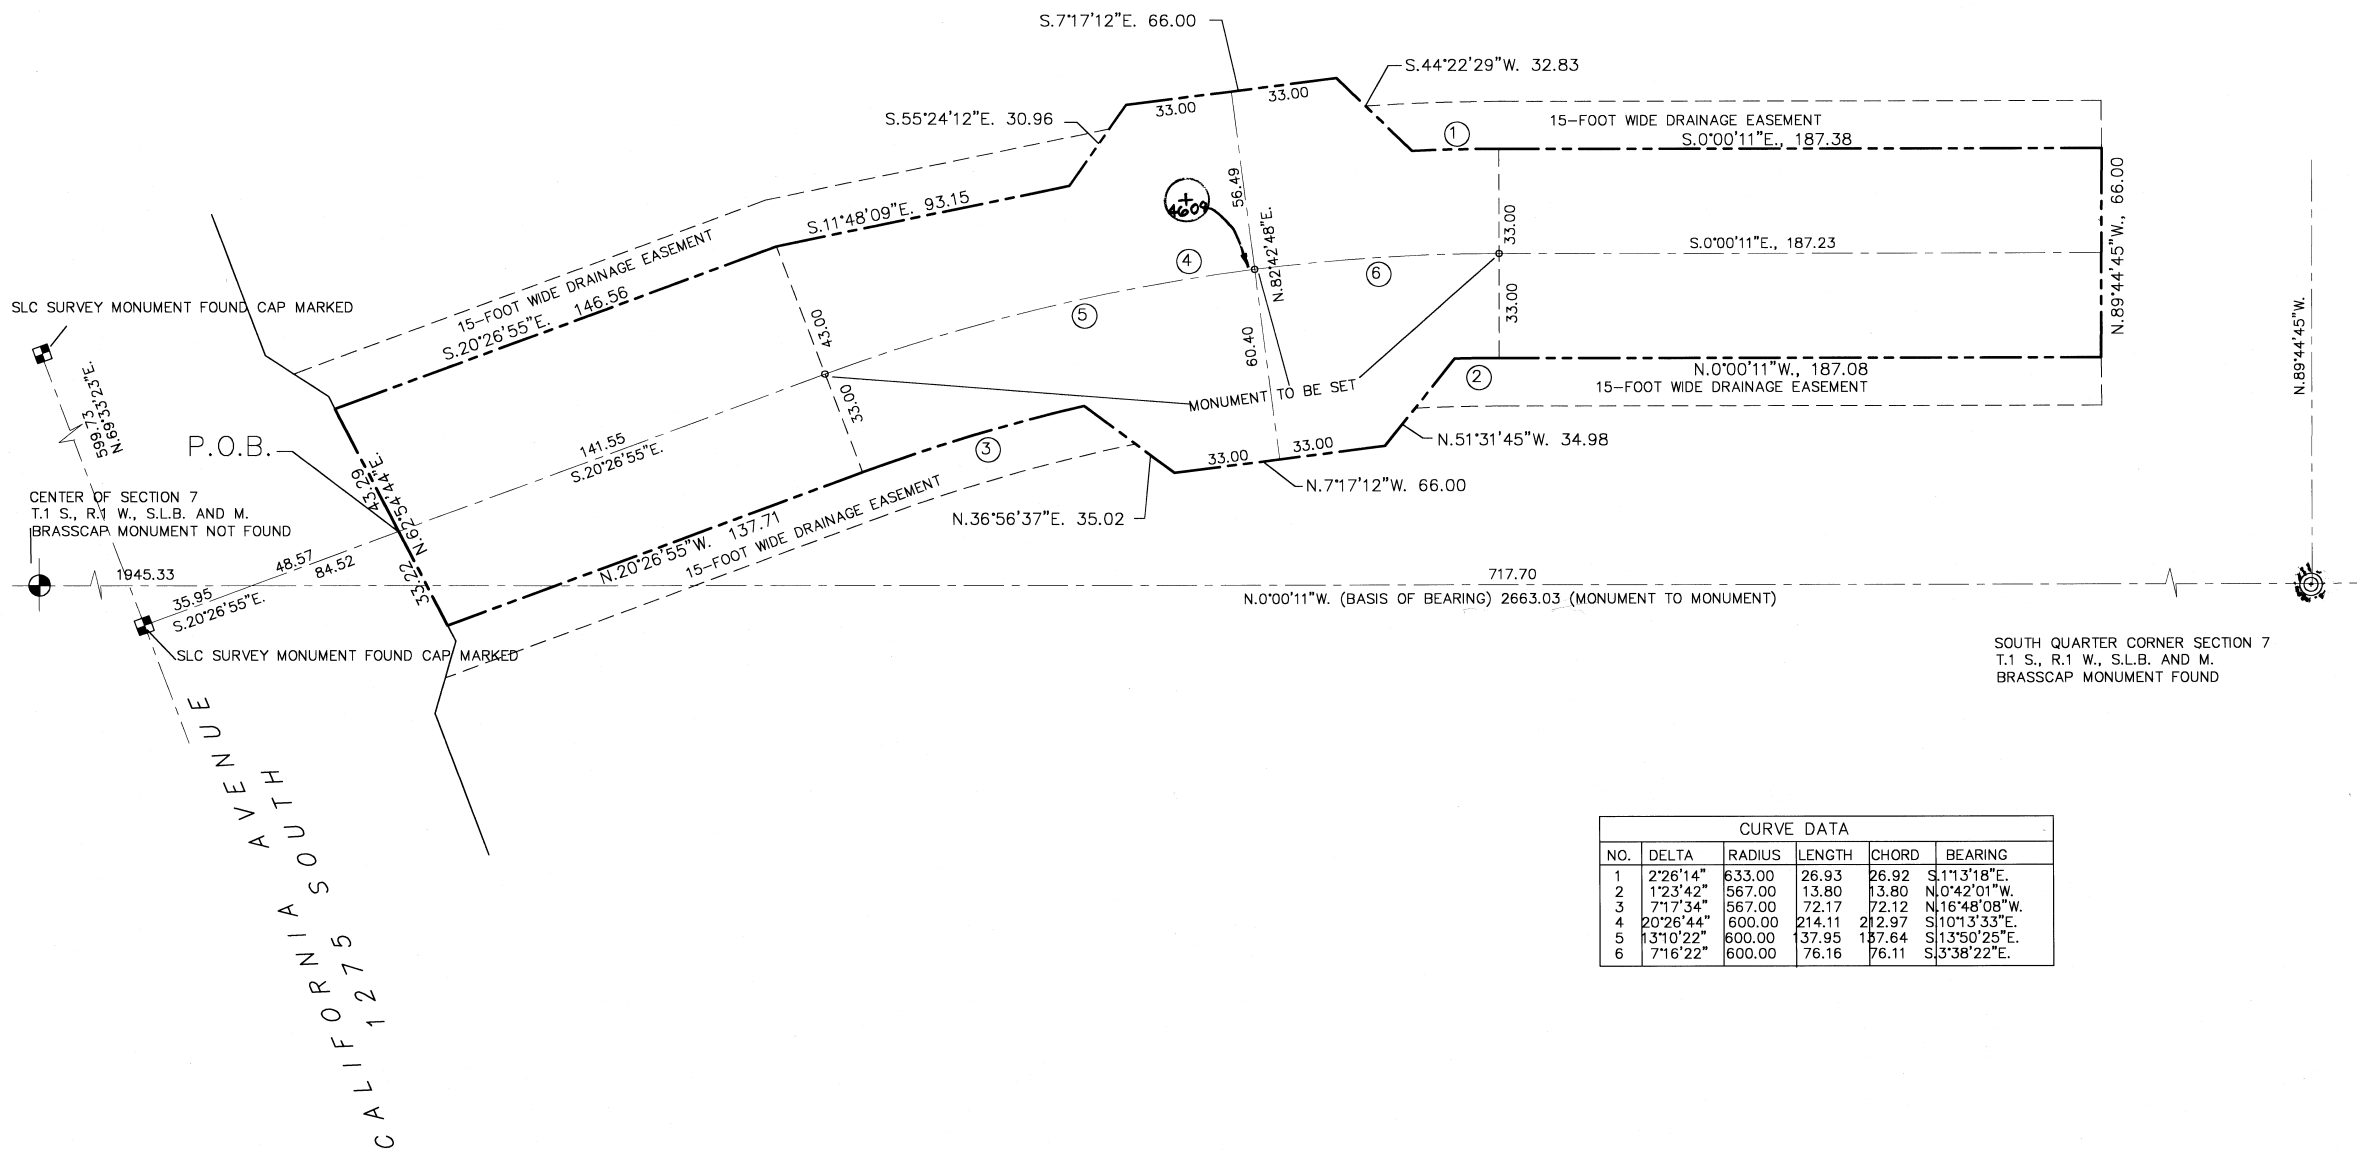 S.7°17'12"E. 66.00
S.44°22'29"W. 32.83
33.00
33.00
S.55°24'12"E. 30.96
15-FOOT WIDE DRAINAGE EASEMENT
1
S.0°00'11"E., 187.38
S.11°48'09"E. 93.15
4609
56.49
N.82°42'48"E.
33.00
N.89°44'45"W., 66.00
15-FOOT WIDE DRAINAGE EASEMENT
S.20°26'55"E. 146.56
4
6
S.0°00'11"E., 187.23
5
43.00
33.00
60.40
33.00
SLC SURVEY MONUMENT FOUND CAP MARKED
599.73
N.69°33'23"E.
N.89°44'45"W.
N.0°00'11"W., 187.08
2
15-FOOT WIDE DRAINAGE EASEMENT
MONUMENT TO BE SET
P.O.B.
141.55
S.20°26'55"E.
3
33.00
33.00
N.51°31'45"W. 34.98
43.29
N.62°54'44"E.
33.22
N.7°17'12"W. 66.00
N.36°56'37"E. 35.02
CENTER OF SECTION 7
T.1 S., R.1 W., S.L.B. AND M.
BRASSCAP MONUMENT NOT FOUND
N.20°26'55"W. 137.71
15-FOOT WIDE DRAINAGE EASEMENT
1945.33
48.57
84.52
35.95
S.20°26'55"E.
717.70
N.0°00'11"W. (BASIS OF BEARING) 2663.03 (MONUMENT TO MONUMENT)
SLC SURVEY MONUMENT FOUND CAP MARKED
SOUTH QUARTER CORNER SECTION 7
T.1 S., R.1 W., S.L.B. AND M.
BRASSCAP MONUMENT FOUND
CALIFORNIA AVENUE
1275 SOUTH
CURVE DATA
NO. DELTA RADIUS LENGTH CHORD BEARING
1 2°26'14" 633.00 26.93 26.92 S.1°13'18"E.
2 1°23'42" 567.00 13.80 13.80 N.0°42'01"W.
3 7°17'34" 567.00 72.17 72.12 N.16°48'08"W.
4 20°26'44" 600.00 214.11 212.97 S.10°13'33"E.
5 13°10'22" 600.00 137.95 137.64 S.13°50'25"E.
6 7°16'22" 600.00 76.16 76.11 S.3°38'22"E.